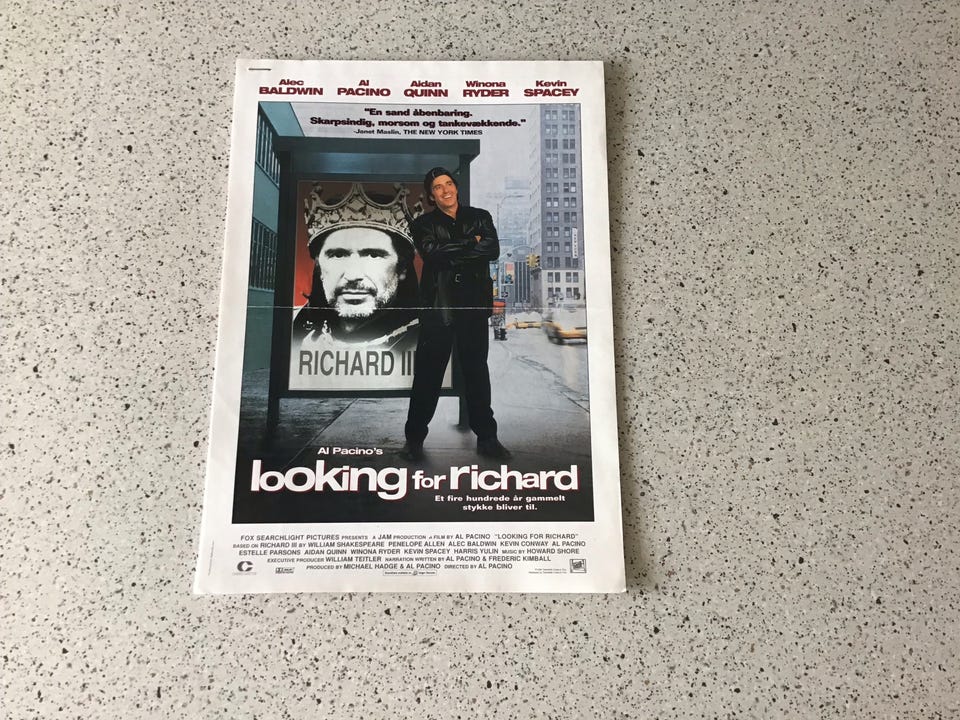 Alec BALDWIN Al PACINO Aidan QUINN Winona RYDER Kevin SPACEY
"En sand åbenbaring.
Skarpsindig, morsom og tankevækkende."
-Janet Maslin, THE NEW YORK TIMES
RICHARD III
Al Pacino's
looking for richard
Et fire hundrede år gammelt
stykke bliver til.
FOX SEARCHLIGHT PICTURES PRESENTS A JAM PRODUCTION A FILM BY AL PACINO "LOOKING FOR RICHARD"
BASED ON RICHARD III BY WILLIAM SHAKESPEARE PENELOPE ALLEN ALEC BALDWIN KEVIN CONWAY AL PACINO
ESTELLE PARSONS AIDAN QUINN WINONA RYDER KEVIN SPACEY HARRIS YULIN MUSIC BY HOWARD SHORE
EXECUTIVE PRODUCER WILLIAM TEITLER NARRATION WRITTEN BY AL PACINO & FREDERIC KIMBALL
PRODUCED BY MICHAEL HADGE & AL PACINO DIRECTED BY AL PACINO